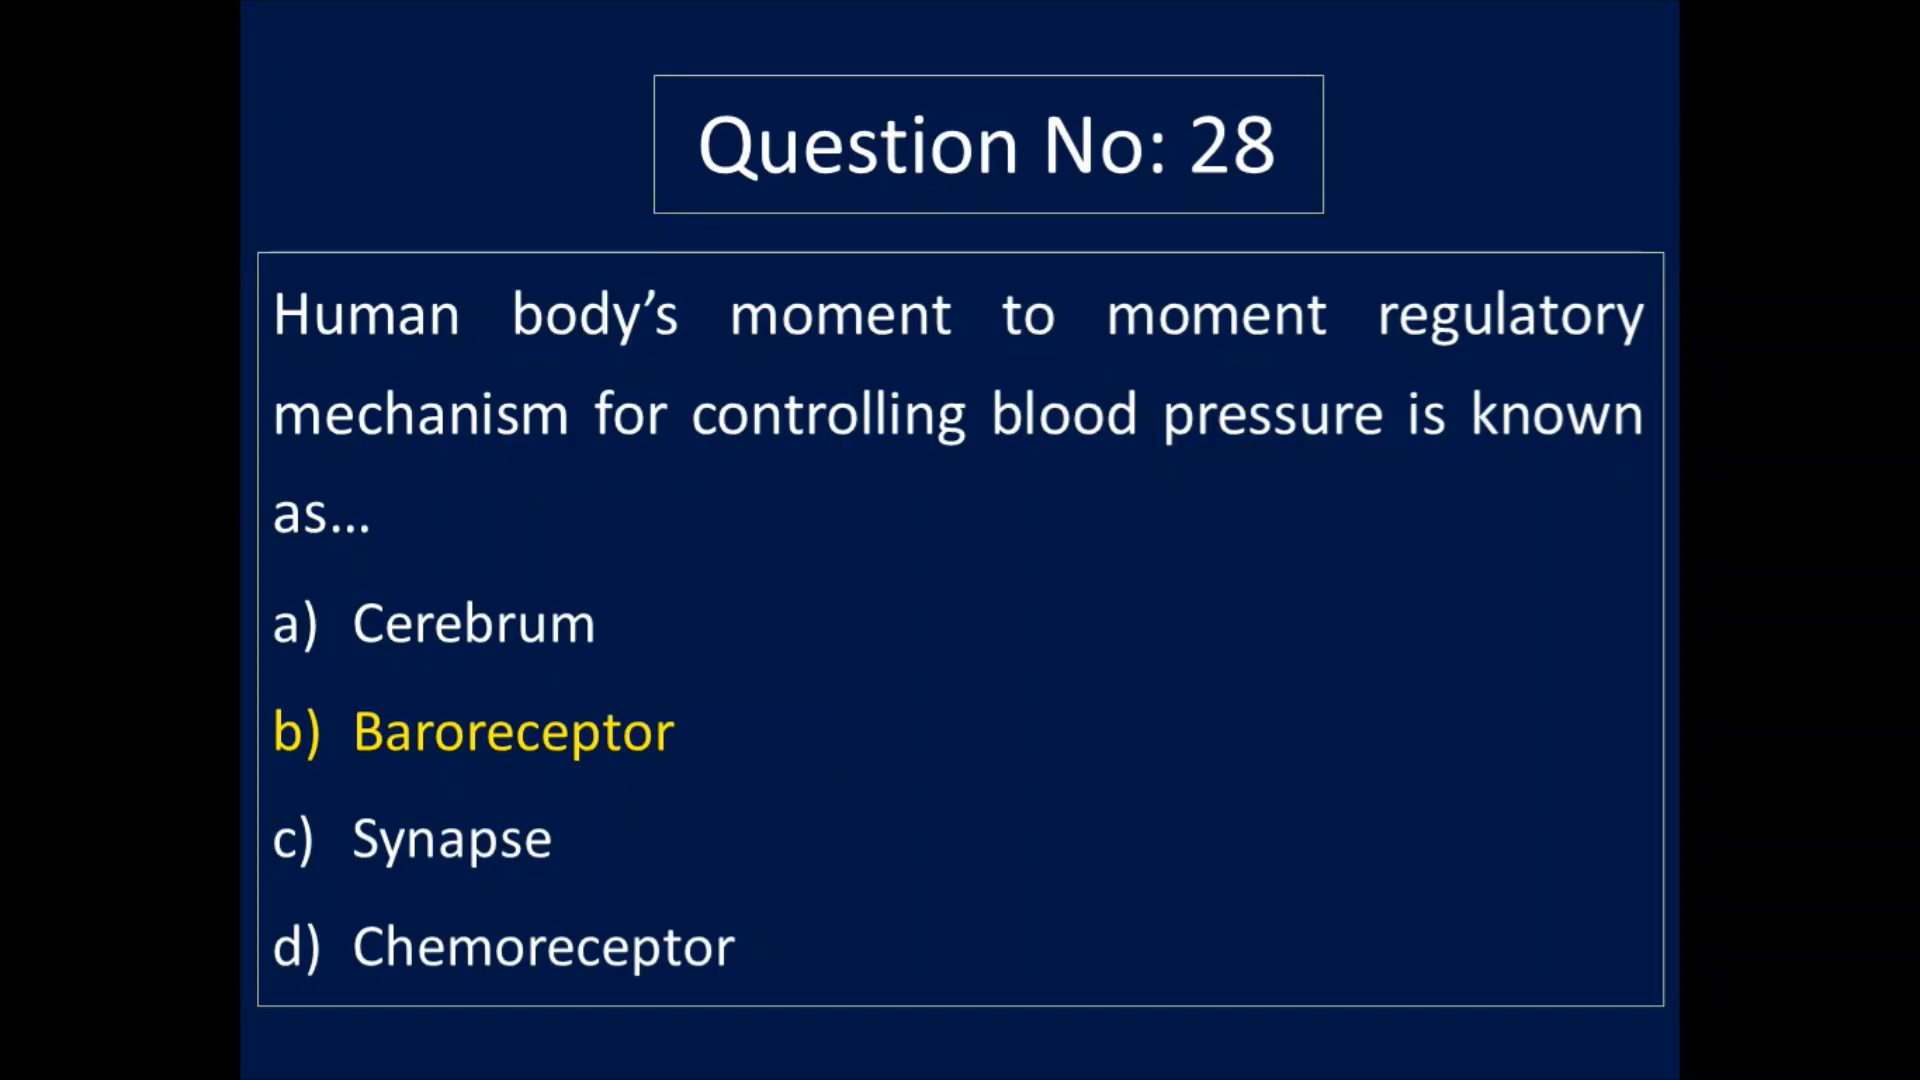 Question No: 28
Human body’s moment to moment regulatory
mechanism for controlling blood pressure is known
as...
a) Cerebrum
b) Baroreceptor
c) Synapse
d) Chemoreceptor